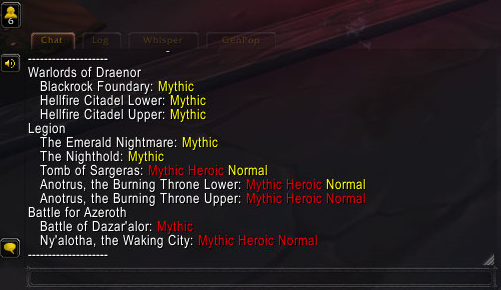 6
Chat Log Whisper GenPop
--------------------
Warlords of Draenor
Blackrock Foundary: Mythic
Hellfire Citadel Lower: Mythic
Hellfire Citadel Upper: Mythic
Legion
The Emerald Nightmare: Mythic
The Nighthold: Mythic
Tomb of Sargeras: Mythic Heroic Normal
Anotrus, the Burning Throne Lower: Mythic Heroic Normal
Anotrus, the Burning Throne Upper: Mythic Heroic Normal
Battle for Azeroth
Battle of Dazar'alor: Mythic
Ny'alotha, the Waking City: Mythic Heroic Normal
--------------------